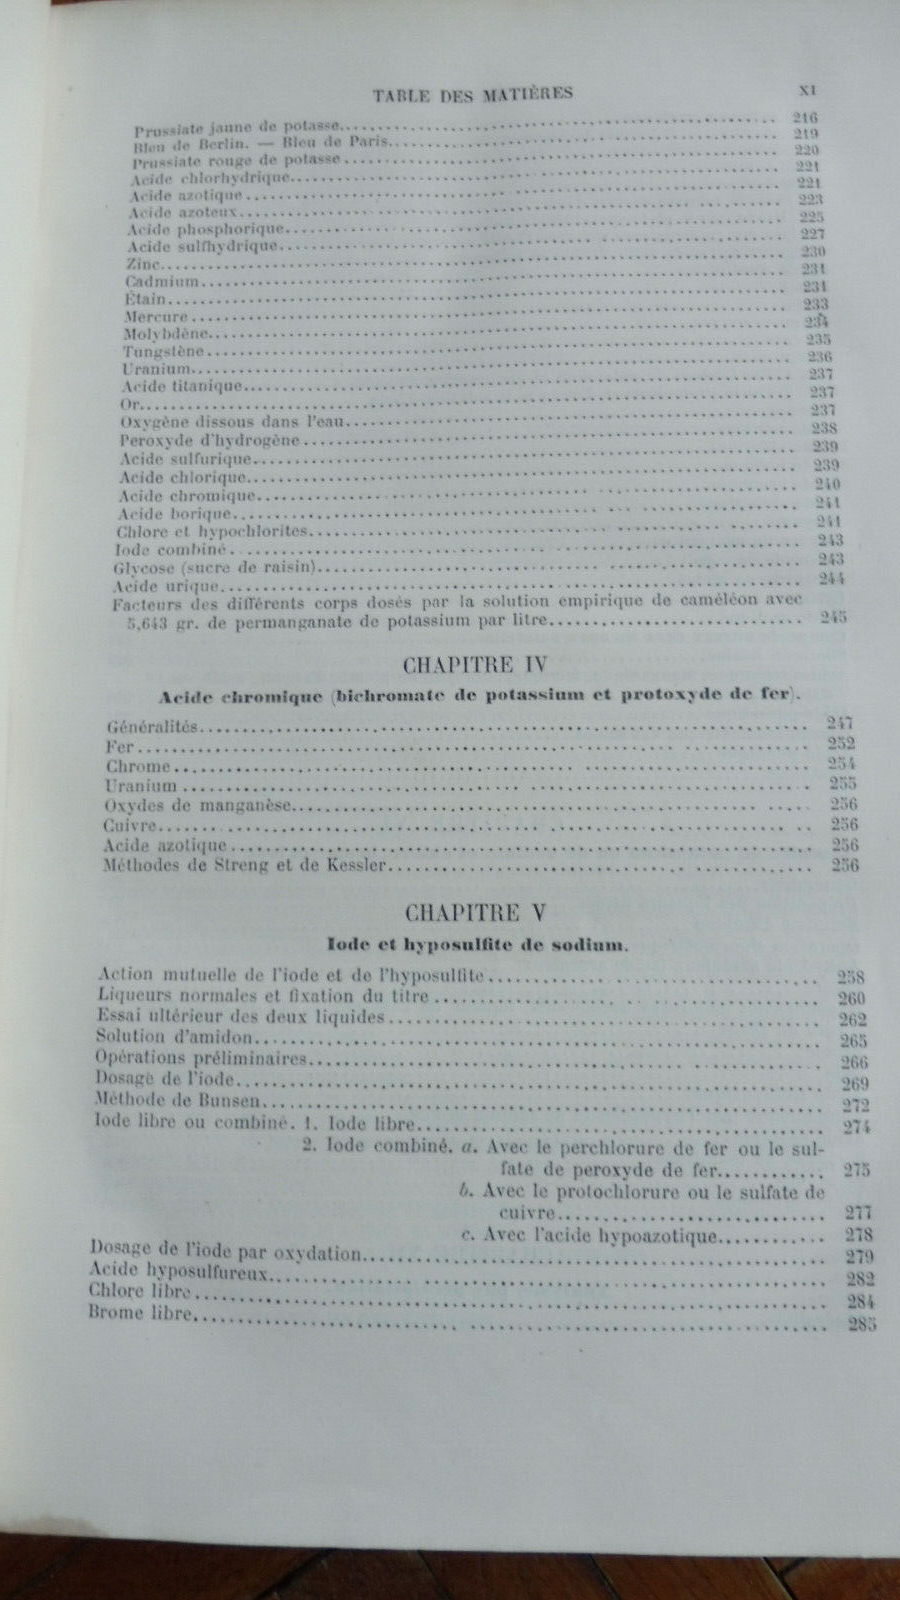 TABLE DES MATIÈRES XI
Prussiate jaune de potasse 216
Bleu de Berlin. — Bleu de Paris 219
Prussiate rouge de potasse 220
Acide chlorhydrique 221
Acide azotique 221
Acide azoteux 223
Acide phosphorique 225
Acide sulfhydrique 227
Zinc 230
Cadmium 231
Étain 231
Mercure 233
Molybdène 234
Tungstène 235
Uranium 236
Acide titanique 237
Or 237
Oxygène dissous dans l'eau 237
Peroxyde d'hydrogène 238
Acide sulfurique 239
Acide chlorique 239
Acide chromique 240
Acide borique 241
Chlore et hypochlorites 241
Iode combiné 243
Glycose (sucre de raisin) 243
Acide urique 244
Facteurs des différents corps dosés par la solution empirique de caméléon avec
5,643 gr. de permanganate de potassium par litre 245
CHAPITRE IV
Acide chromique (bichromate de potassium et protoxyde de fer).
Généralités 247
Fer 252
Chrome 254
Uranium 255
Oxydes de manganèse 256
Cuivre 256
Acide azotique 256
Méthodes de Streng et de Kessler 256
CHAPITRE V
Iode et hyposulfite de sodium.
Action mutuelle de l'iode et de l'hyposulfite 258
Liqueurs normales et fixation du titre 260
Essai ultérieur des deux liquides 262
Solution d'amidon 265
Opérations préliminaires 266
Dosage de l'iode 269
Méthode de Bunsen 272
Iode libre ou combiné. 1. Iode libre 274
2. Iode combiné. a. Avec le perchlorure de fer ou le sul-
fate de peroxyde de fer 275
b. Avec le protochlorure ou le sulfate de
cuivre 277
c. Avec l'acide hypoazotique 278
Dosage de l'iode par oxydation 279
Acide hyposulfureux 282
Chlore libre 284
Brome libre 285